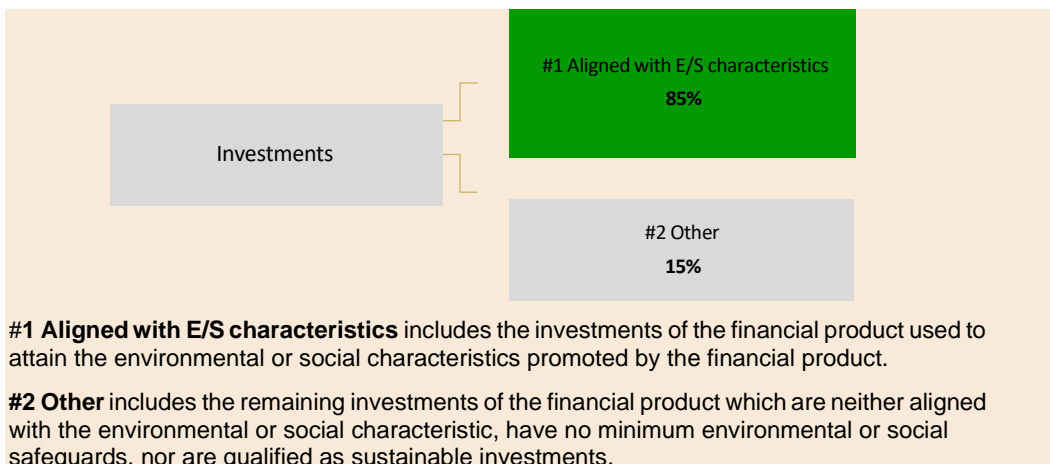 #1 Aligned with E/S characteristics
85%
Investments
#2 Other
15%
#1 Aligned with E/S characteristics includes the investments of the financial product used to
attain the environmental or social characteristics promoted by the financial product.
#2 Other includes the remaining investments of the financial product which are neither aligned
with the environmental or social characteristic, have no minimum environmental or social
safeguards, nor are qualified as sustainable investments.